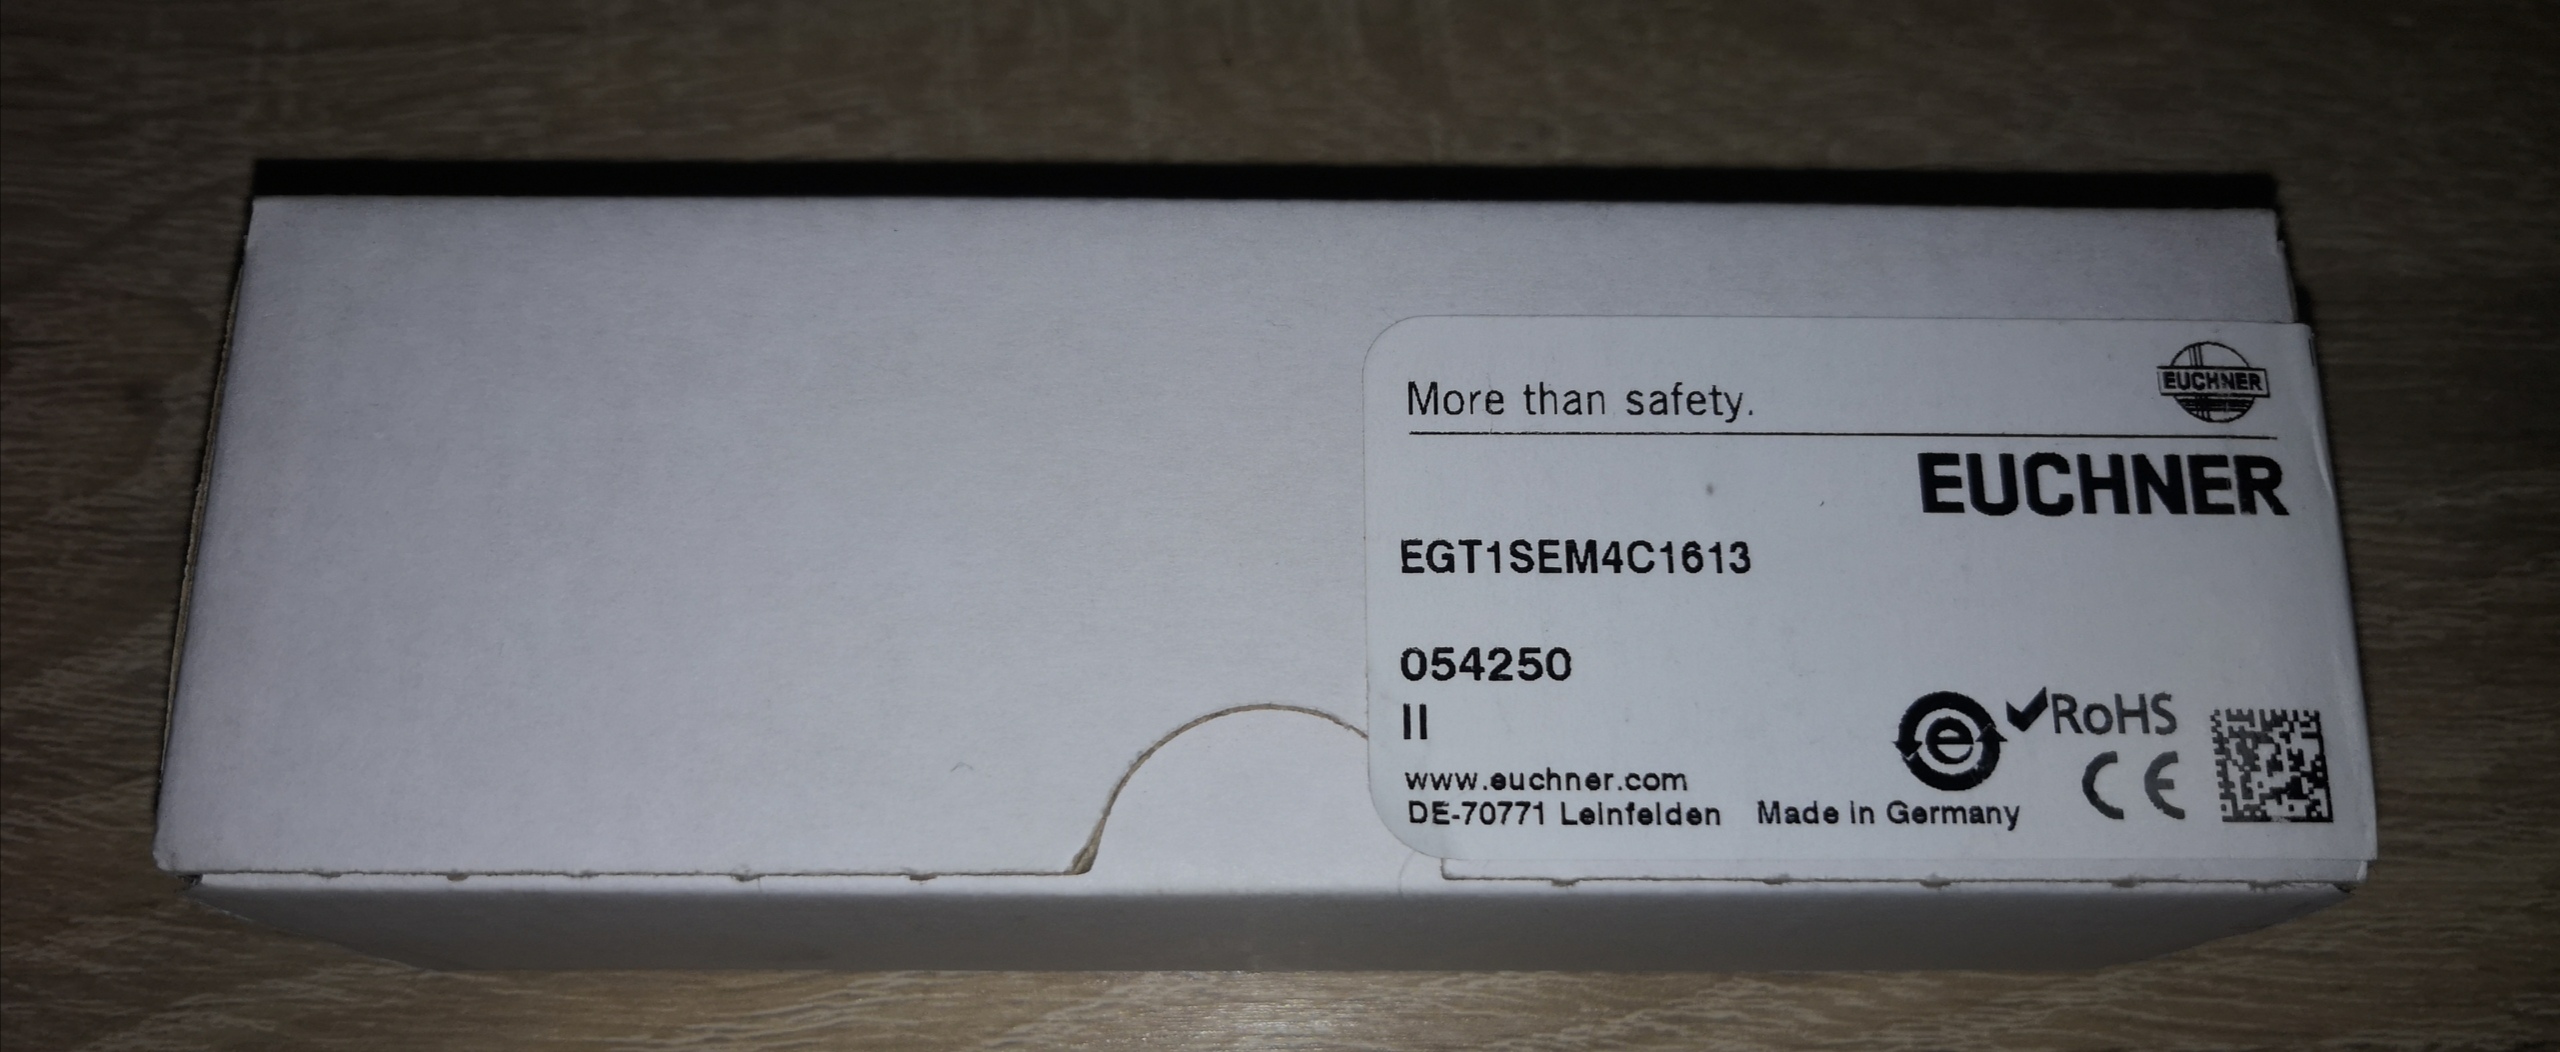 More than safety.
EUCHNER
EUCHNER
EGT1SEM4C1613
054250
II
RoHS
e
www.euchner.com
CE
DE-70771 Leinfelden Made in Germany